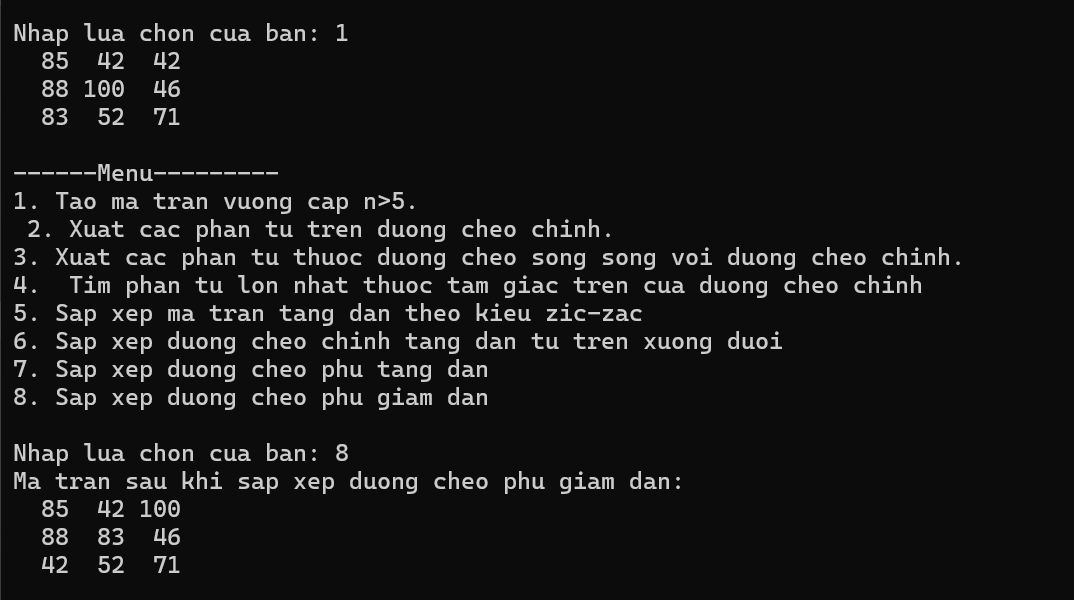 Nhap lua chon cua ban: 1
  85  42  42
  88 100  46
  83  52  71
------Menu---------
1. Tao ma tran vuong cap n>5.
 2. Xuat cac phan tu tren duong cheo chinh.
3. Xuat cac phan tu thuoc duong cheo song song voi duong cheo chinh.
4.  Tim phan tu lon nhat thuoc tam giac tren cua duong cheo chinh
5. Sap xep ma tran tang dan theo kieu zic-zac
6. Sap xep duong cheo chinh tang dan tu tren xuong duoi
7. Sap xep duong cheo phu tang dan
8. Sap xep duong cheo phu giam dan
Nhap lua chon cua ban: 8
Ma tran sau khi sap xep duong cheo phu giam dan:
  85  42 100
  88  83  46
  42  52  71